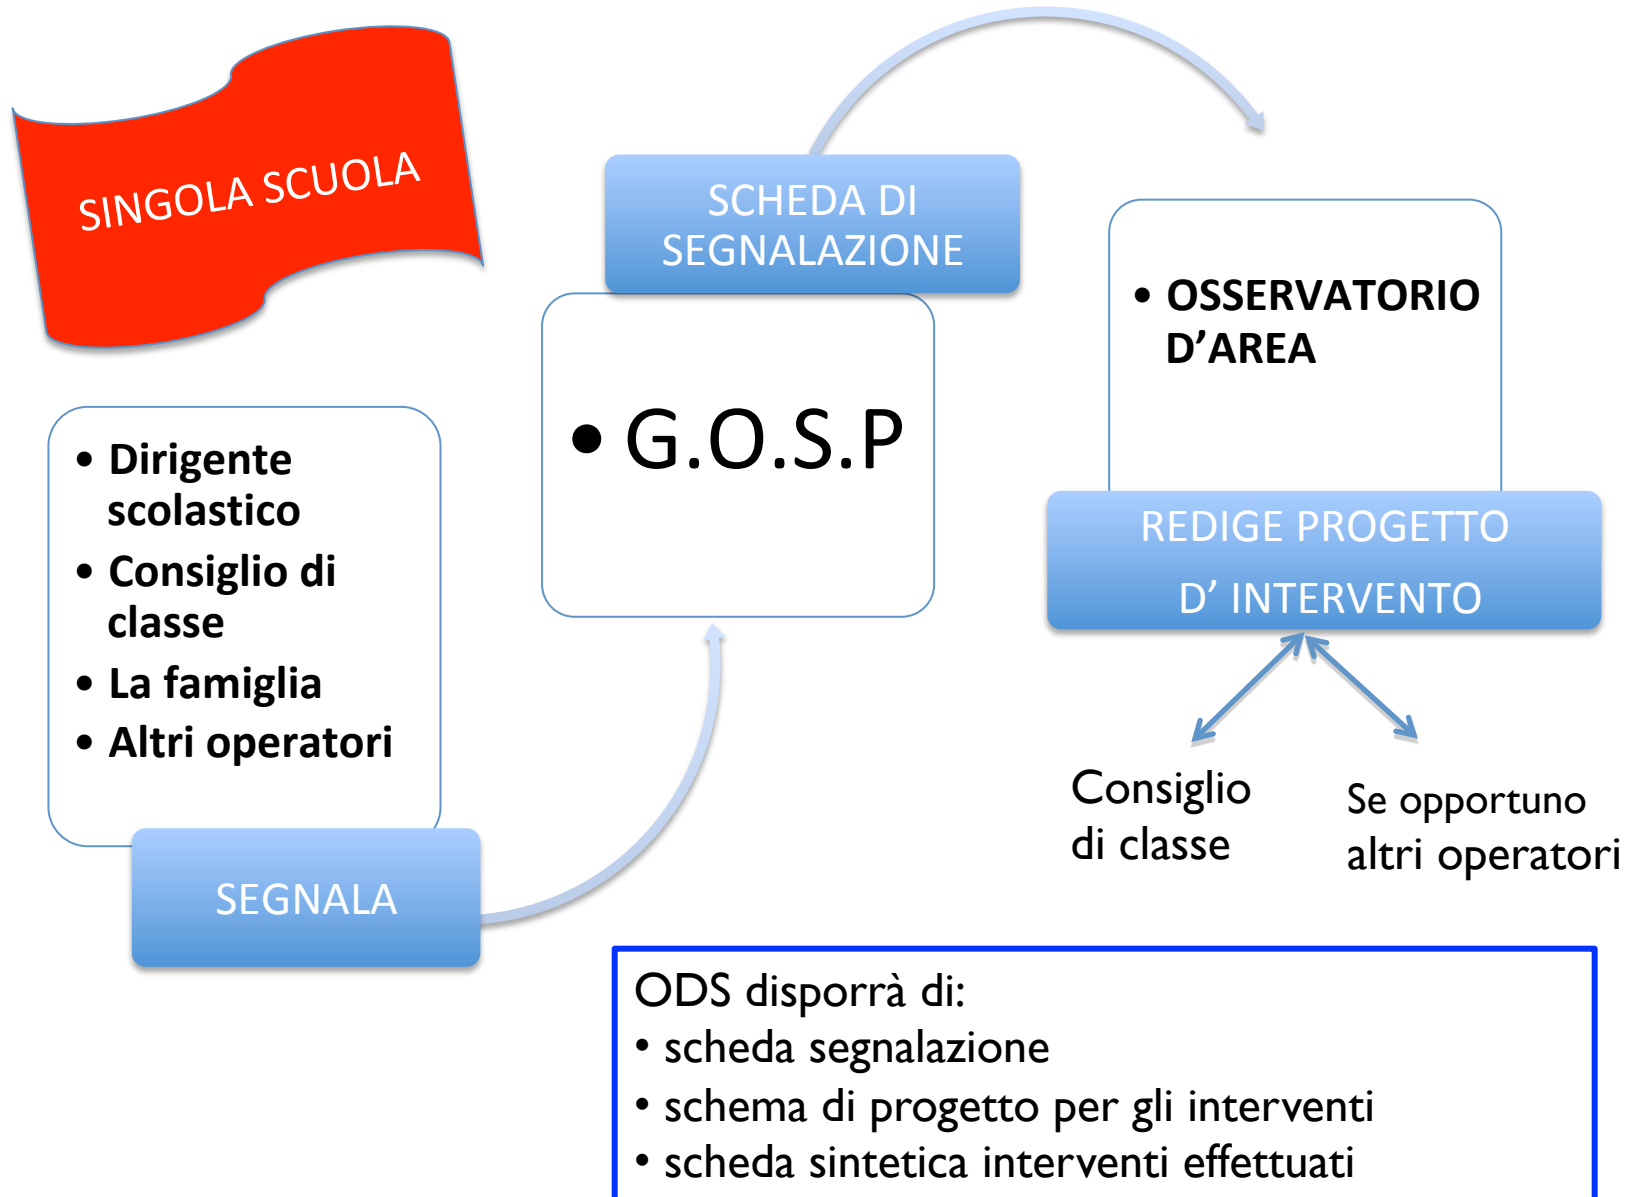 SINGOLA SCUOLA
• Dirigente
scolastico
• Consiglio di
classe
• La famiglia
• Altri operatori
SEGNALA
SCHEDA DI
SEGNALAZIONE
• G.O.S.P
• OSSERVATORIO
D’AREA
REDIGE PROGETTO
D’ INTERVENTO
Consiglio
di classe
Se opportuno
altri operatori
ODS disporrà di:
• scheda segnalazione
• schema di progetto per gli interventi
• scheda sintetica interventi effettuati